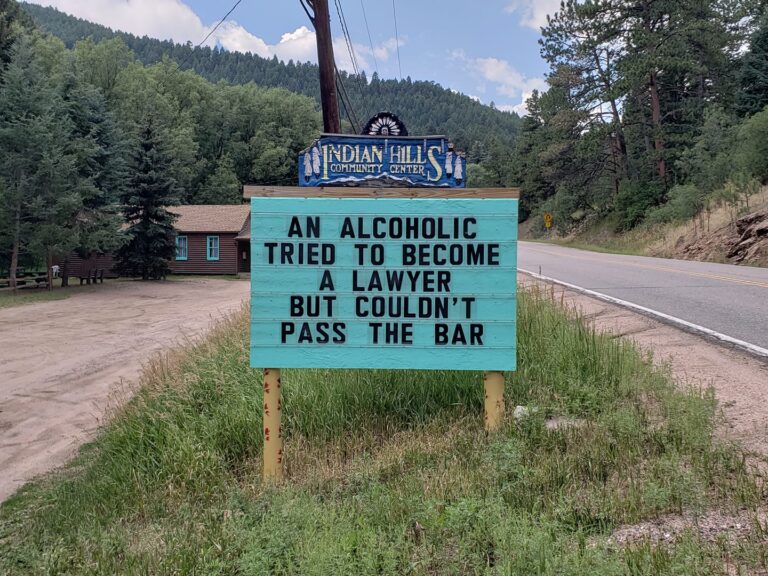 INDIAN HILLS
COMMUNITY CENTER
AN ALCOHOLIC
TRIED TO BECOME
A LAWYER
BUT COULDN'T
PASS THE BAR